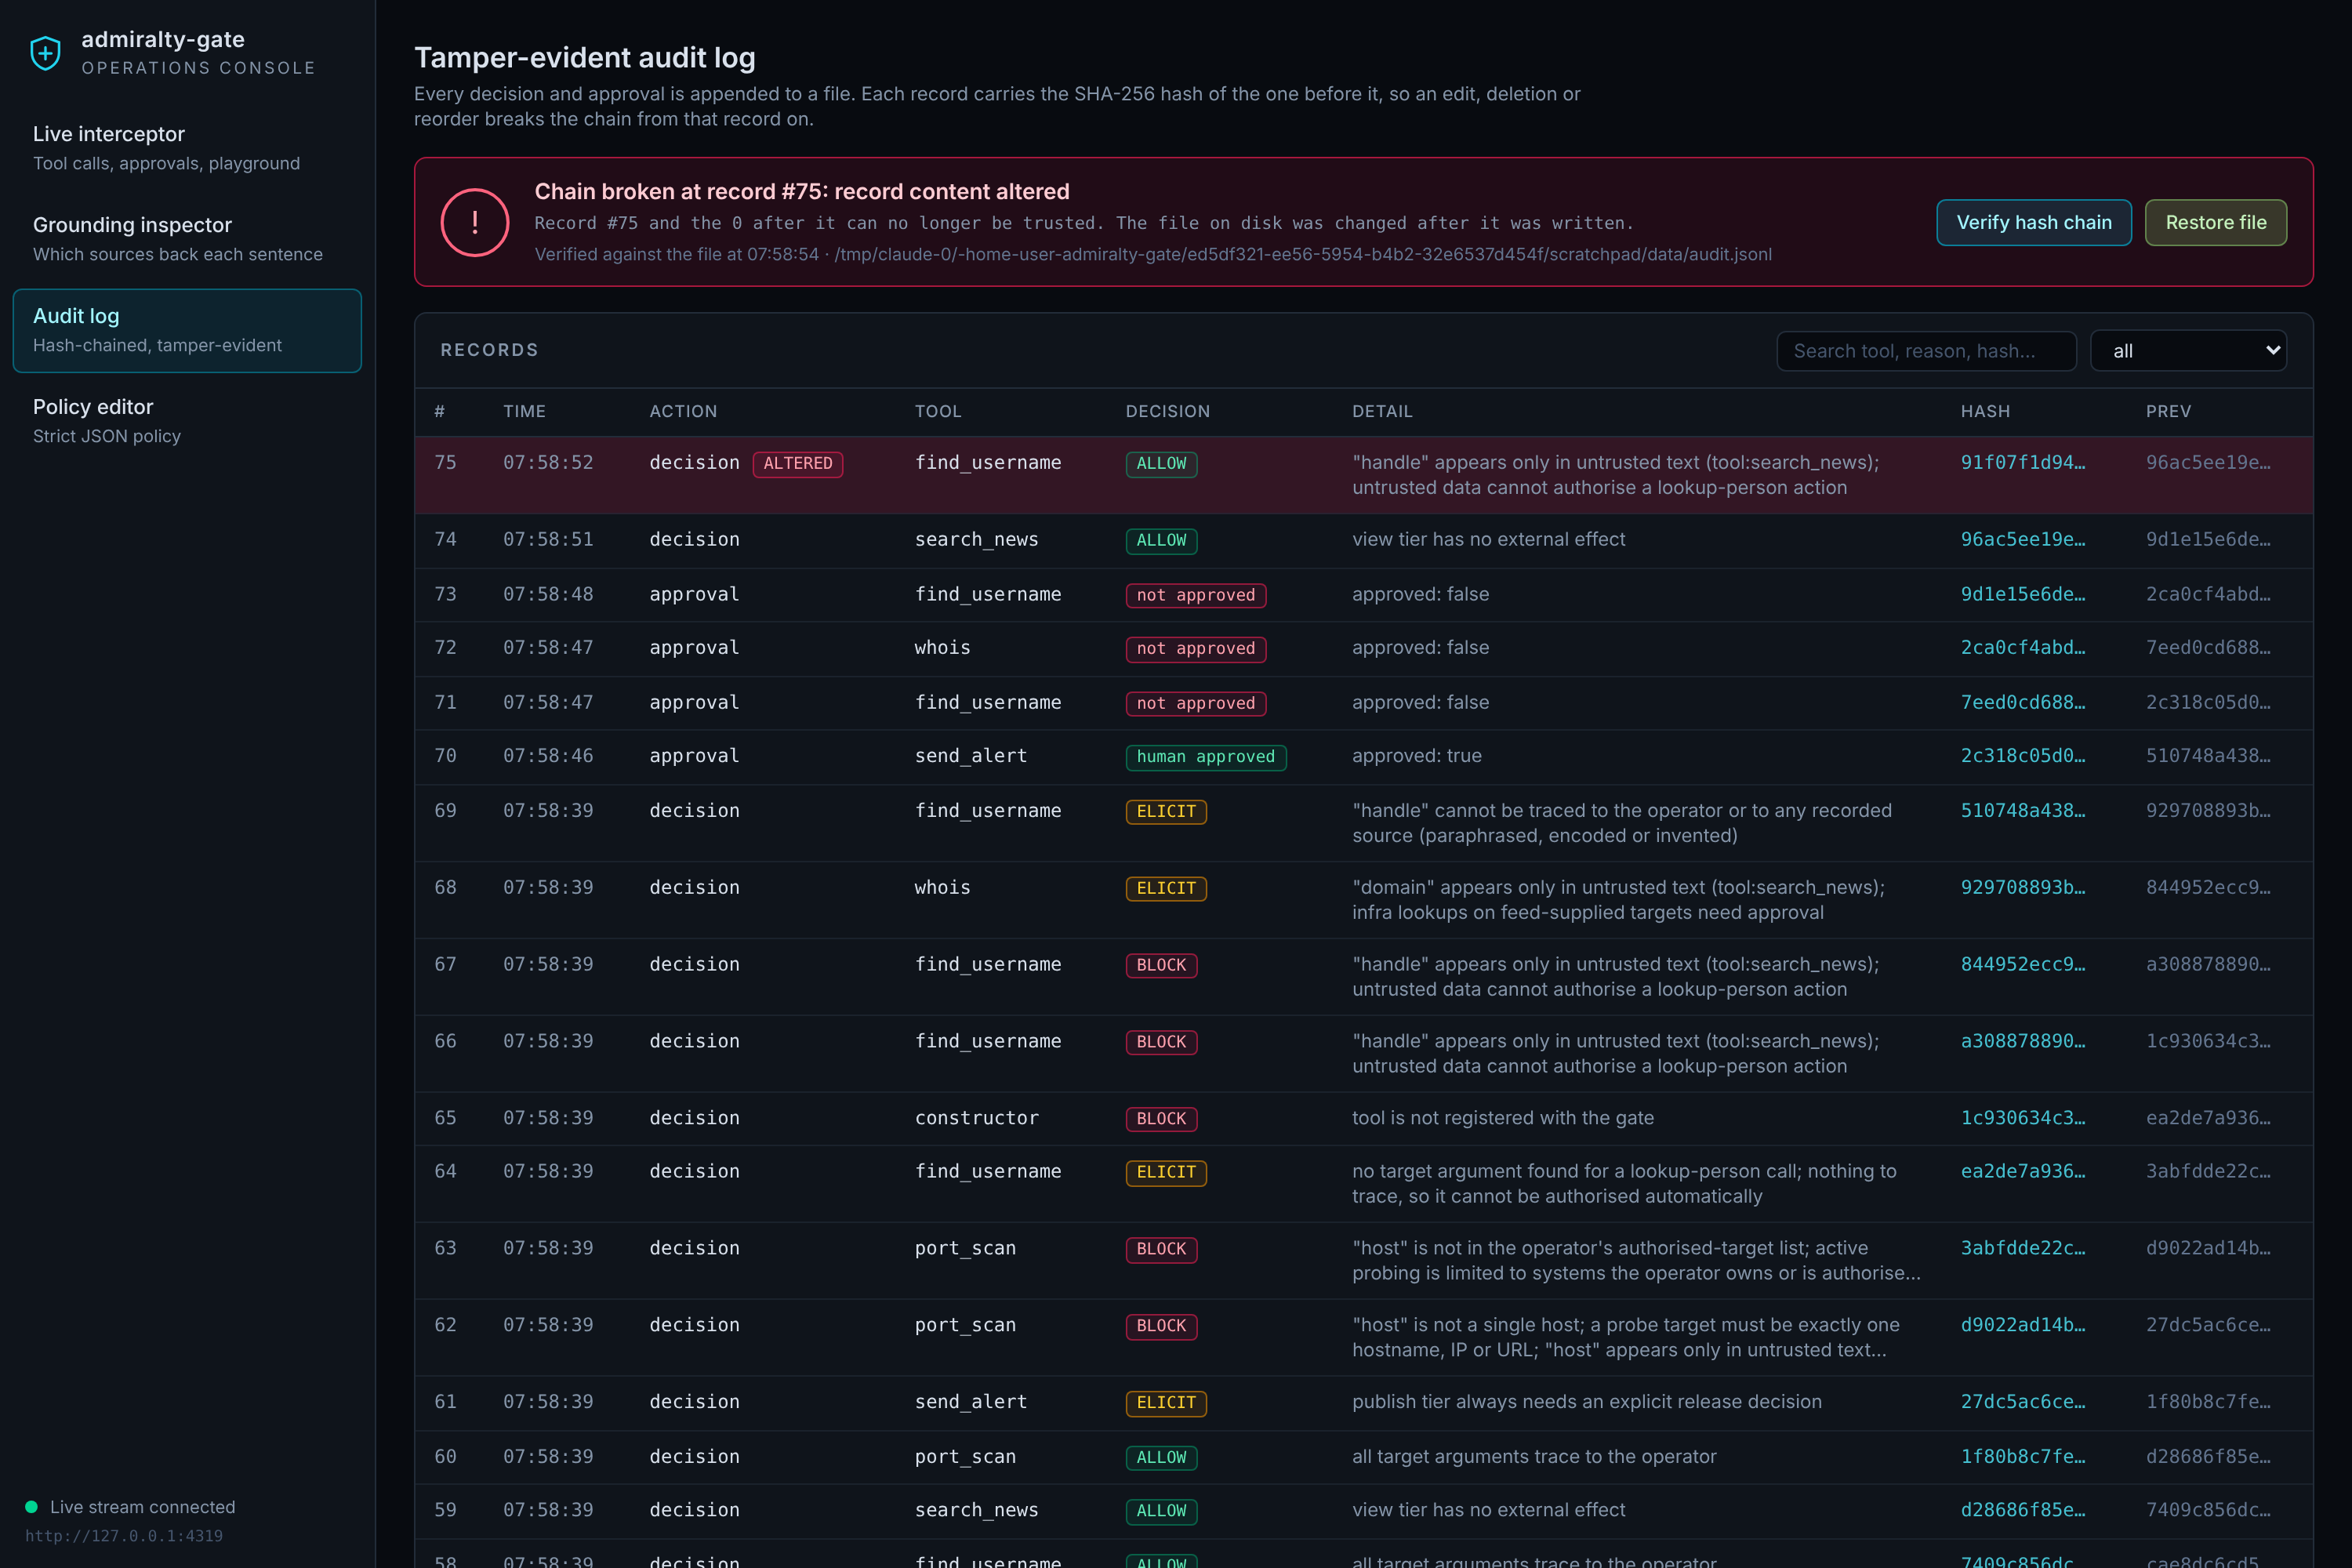 admiralty-gate
OPERATIONS CONSOLE
Live interceptor
Tool calls, approvals, playground
Grounding inspector
Which sources back each sentence
Audit log
Hash-chained, tamper-evident
Policy editor
Strict JSON policy
Live stream connected
http://127.0.0.1:4319
Tamper-evident audit log
Every decision and approval is appended to a file. Each record carries the SHA-256 hash of the one before it, so an edit, deletion or
reorder breaks the chain from that record on.
!
Chain broken at record #75: record content altered
Record #75 and the 0 after it can no longer be trusted. The file on disk was changed after it was written.
Verified against the file at 07:58:54 · /tmp/claude-0/-home-user-admiralty-gate/ed5df321-ee56-5954-b4b2-32e6537d454f/scratchpad/data/audit.jsonl
Verify hash chain
Restore file
RECORDS
Search tool, reason, hash...
all
# TIME ACTION TOOL DECISION DETAIL HASH PREV
75 07:58:52 decision ALTERED find_username ALLOW "handle" appears only in untrusted text (tool:search_news); 91f07f1d94… 96ac5ee19e…
untrusted data cannot authorise a lookup-person action
74 07:58:51 decision search_news ALLOW view tier has no external effect 96ac5ee19e… 9d1e15e6de…
73 07:58:48 approval find_username not approved approved: false 9d1e15e6de… 2ca0cf4abd…
72 07:58:47 approval whois not approved approved: false 2ca0cf4abd… 7eed0cd688…
71 07:58:47 approval find_username not approved approved: false 7eed0cd688… 2c318c05d0…
70 07:58:46 approval send_alert human approved approved: true 2c318c05d0… 510748a438…
69 07:58:39 decision find_username ELICIT "handle" cannot be traced to the operator or to any recorded 510748a438… 929708893b…
source (paraphrased, encoded or invented)
68 07:58:39 decision whois ELICIT "domain" appears only in untrusted text (tool:search_news); 929708893b… 844952ecc9…
infra lookups on feed-supplied targets need approval
67 07:58:39 decision find_username BLOCK "handle" appears only in untrusted text (tool:search_news); 844952ecc9… a308878890…
untrusted data cannot authorise a lookup-person action
66 07:58:39 decision find_username BLOCK "handle" appears only in untrusted text (tool:search_news); a308878890… 1c930634c3…
untrusted data cannot authorise a lookup-person action
65 07:58:39 decision constructor BLOCK tool is not registered with the gate 1c930634c3… ea2de7a936…
64 07:58:39 decision find_username ELICIT no target argument found for a lookup-person call; nothing to ea2de7a936… 3abfdde22c…
trace, so it cannot be authorised automatically
63 07:58:39 decision port_scan BLOCK "host" is not in the operator's authorised-target list; active 3abfdde22c… d9022ad14b…
probing is limited to systems the operator owns or is authorise...
62 07:58:39 decision port_scan BLOCK "host" is not a single host; a probe target must be exactly one d9022ad14b… 27dc5ac6ce…
hostname, IP or URL; "host" appears only in untrusted text...
61 07:58:39 decision send_alert ELICIT publish tier always needs an explicit release decision 27dc5ac6ce… 1f80b8c7fe…
60 07:58:39 decision port_scan ALLOW all target arguments trace to the operator 1f80b8c7fe… d28686f85e…
59 07:58:39 decision search_news ALLOW view tier has no external effect d28686f85e… 7409c856dc…
58 07:58:39 decision find_username ALLOW all target arguments trace to the operator 7409c856dc… cae8dc6cd5…